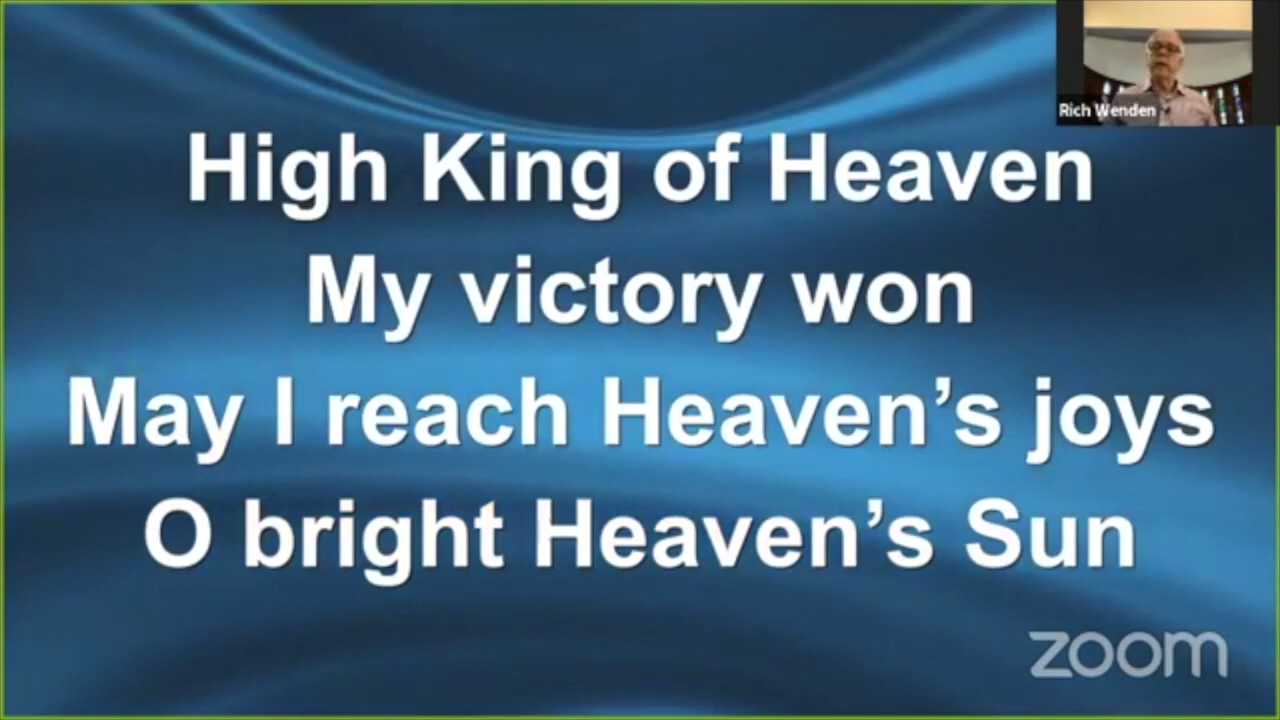 Rich Wenden
High King of Heaven
My victory won
May I reach Heaven’s joys
O bright Heaven’s Sun
zoom